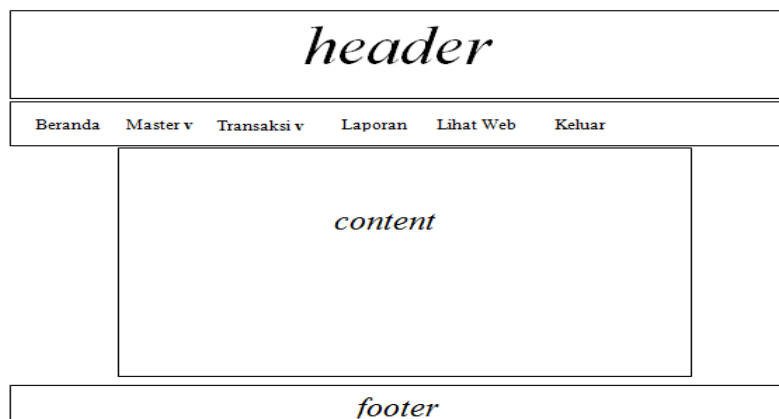 header
Beranda Master v Transaksi v Laporan Lihat Web Keluar
content
footer